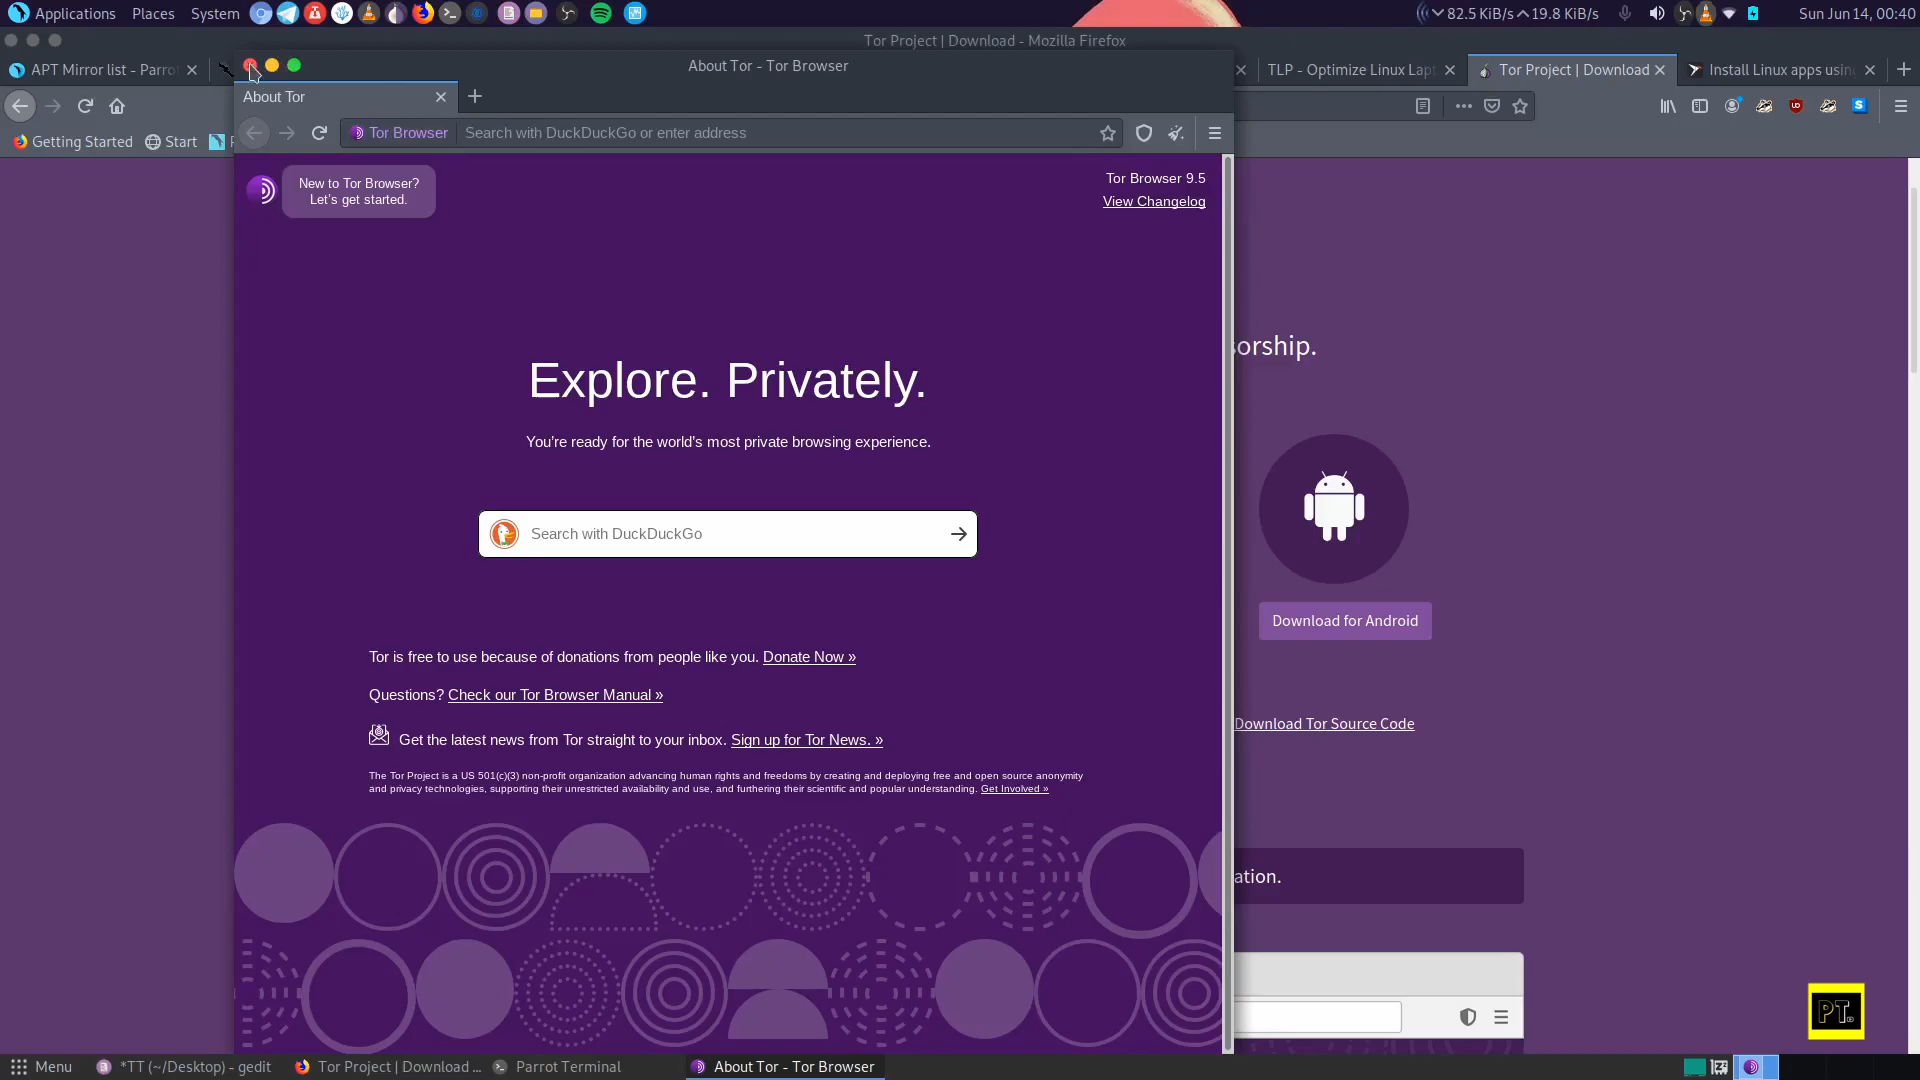 Applications Places System
82.5 KiB/s 19.8 KiB/s Sun Jun 14, 00:40
Tor Project | Download - Mozilla Firefox
APT Mirror list - Parro
TLP - Optimize Linux Lapt
Tor Project | Download
Install Linux apps using
About Tor - Tor Browser
About Tor
Tor Browser Search with DuckDuckGo or enter address
Getting Started Start
New to Tor Browser?
Let's get started.
Tor Browser 9.5
View Changelog
orship.
Explore. Privately.
You're ready for the world's most private browsing experience.
Search with DuckDuckGo
Download for Android
Tor is free to use because of donations from people like you. Donate Now »
Questions? Check our Tor Browser Manual »
Download Tor Source Code
Get the latest news from Tor straight to your inbox. Sign up for Tor News. »
The Tor Project is a US 501(c)(3) non-profit organization advancing human rights and freedoms by creating and deploying free and open source anonymity
and privacy technologies, supporting their unrestricted availability and use, and furthering their scientific and popular understanding. Get Involved »
ation.
PT.
Menu *TT (~/Desktop) - gedit Tor Project | Download ... Parrot Terminal About Tor - Tor Browser